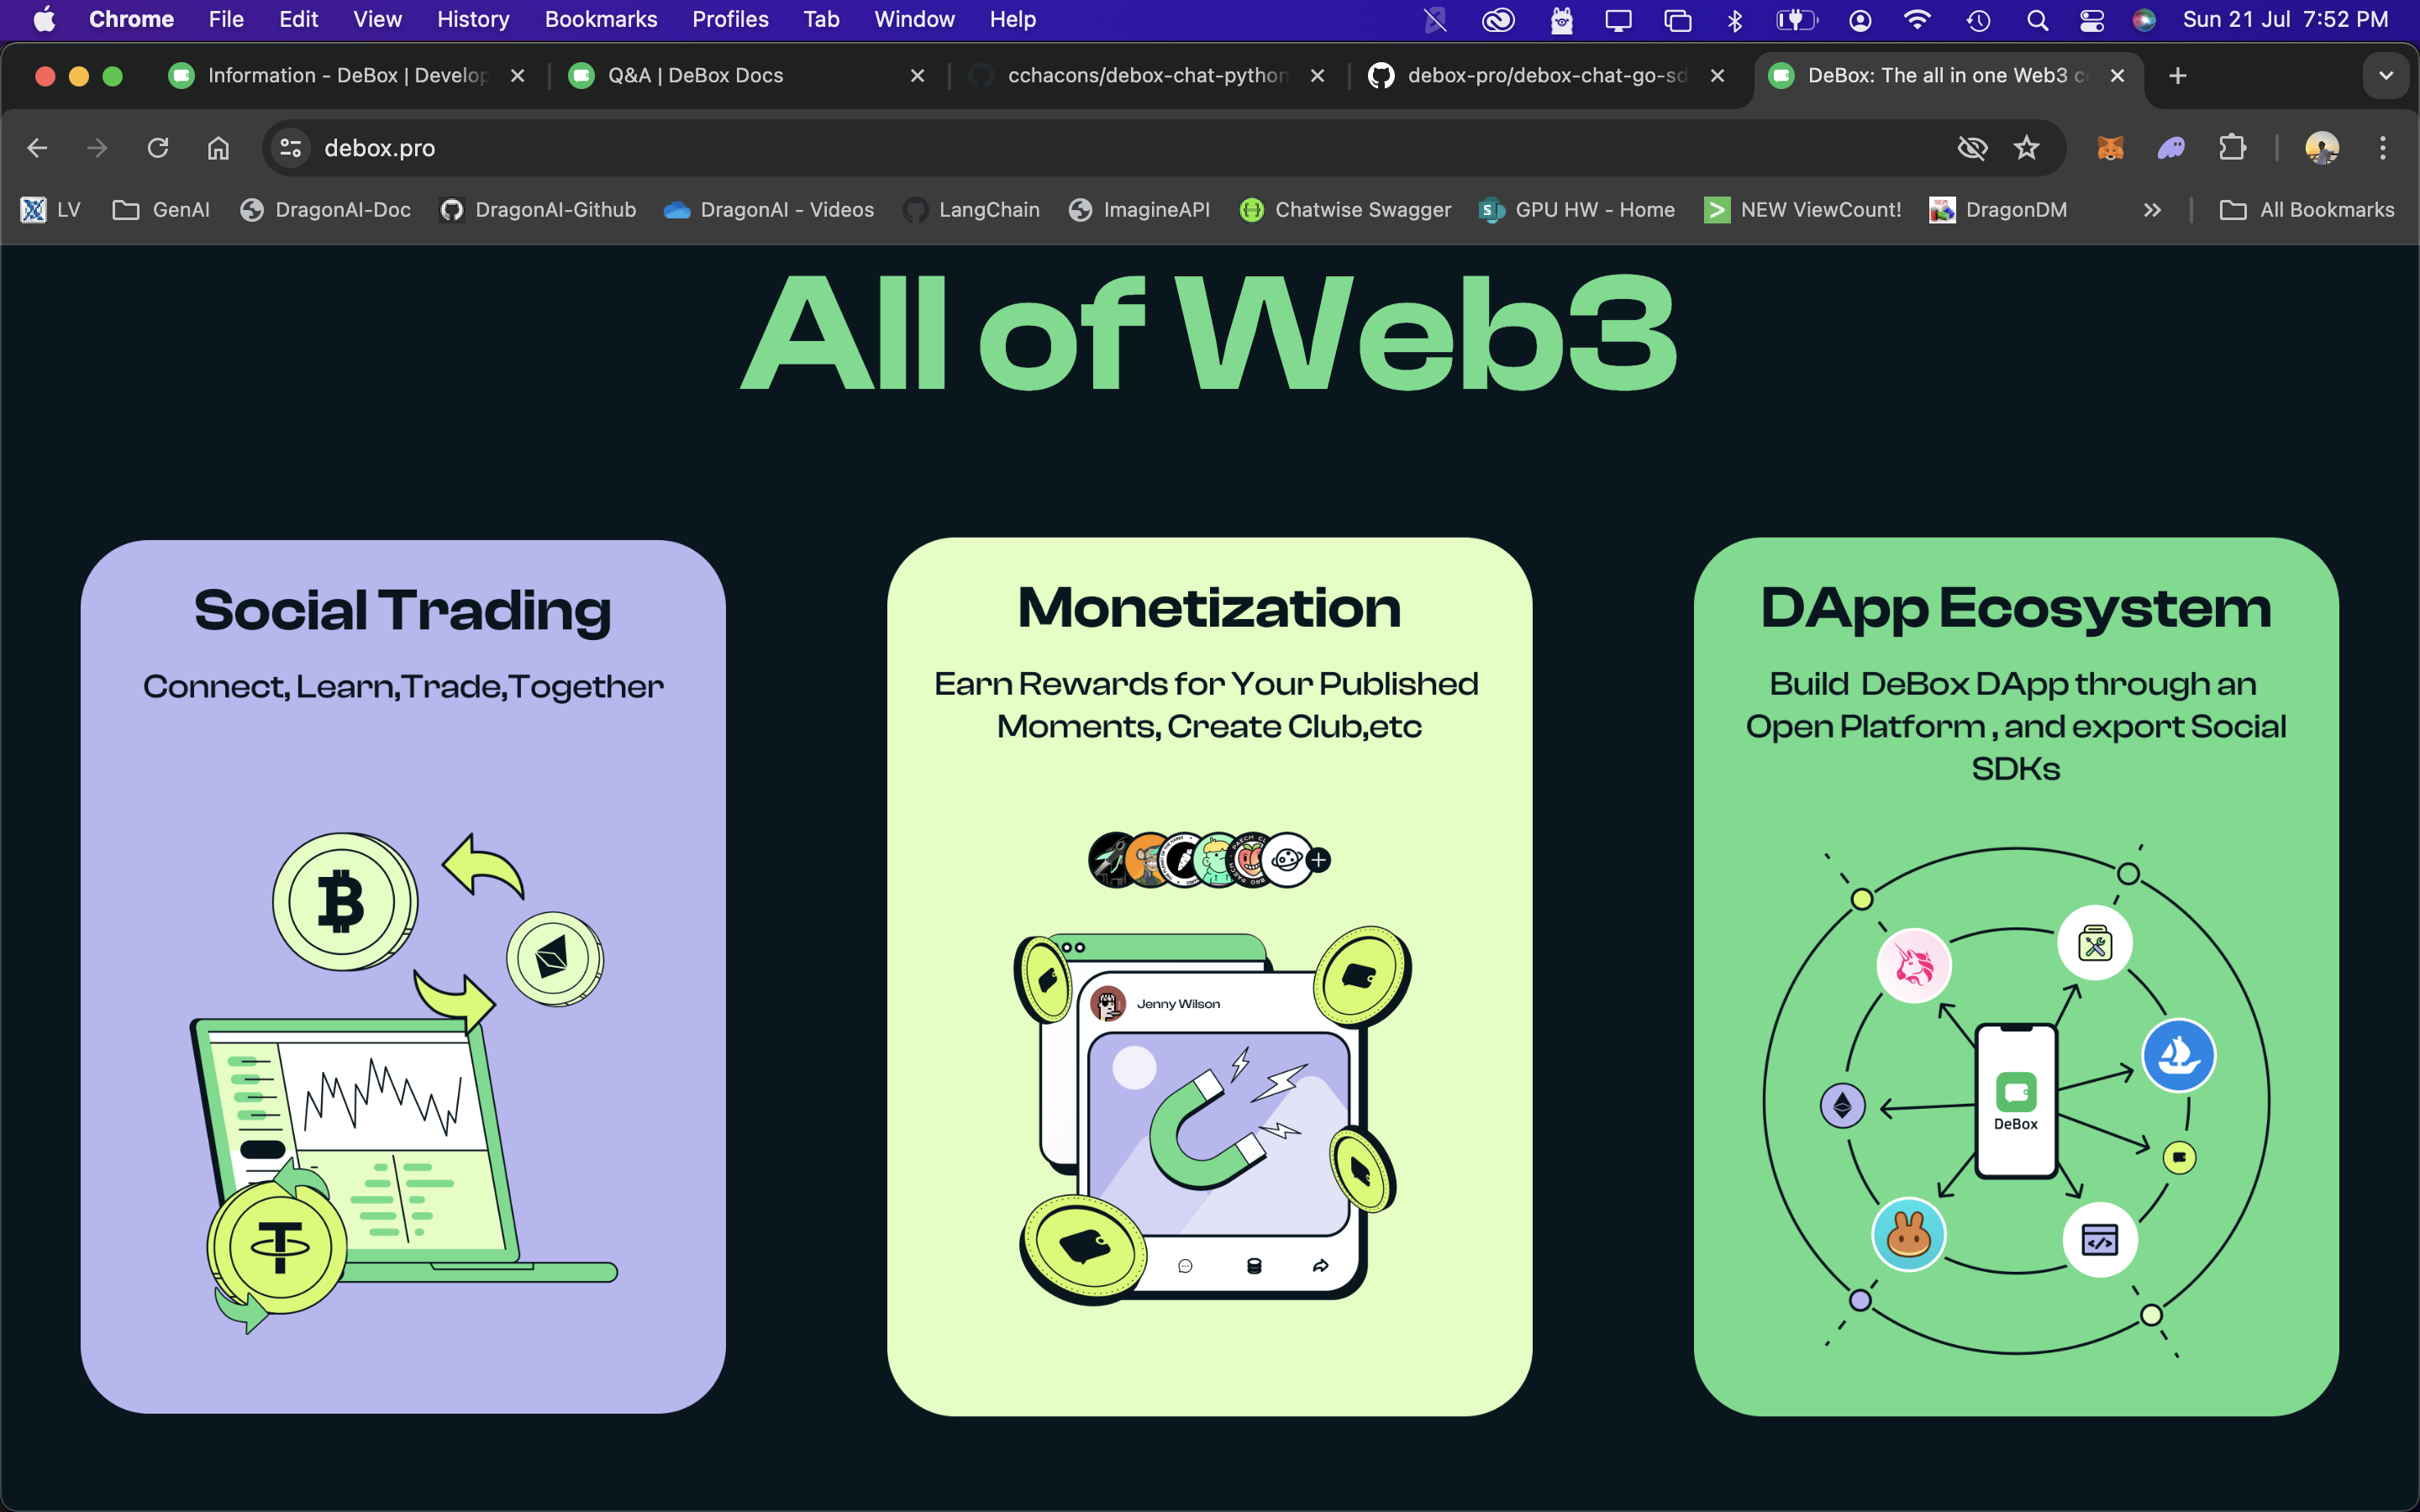 Chrome File Edit View History Bookmarks Profiles Tab Window Help Sun 21 Jul 7:52 PM
Information - DeBox | Develop Q&A | DeBox Docs cchacons/debox-chat-python debox-pro/debox-chat-go-sd DeBox: The all in one Web3 c
debox.pro
LV GenAI DragonAI-Doc DragonAI-Github DragonAI - Videos LangChain ImagineAPI Chatwise Swagger GPU HW - Home NEW ViewCount! DragonDM All Bookmarks
All of Web3
Social Trading
Connect, Learn,Trade,Together
Monetization
Earn Rewards for Your Published
Moments, Create Club,etc
Jenny Wilson
DApp Ecosystem
Build DeBox DApp through an
Open Platform , and export Social
SDKs
DeBox